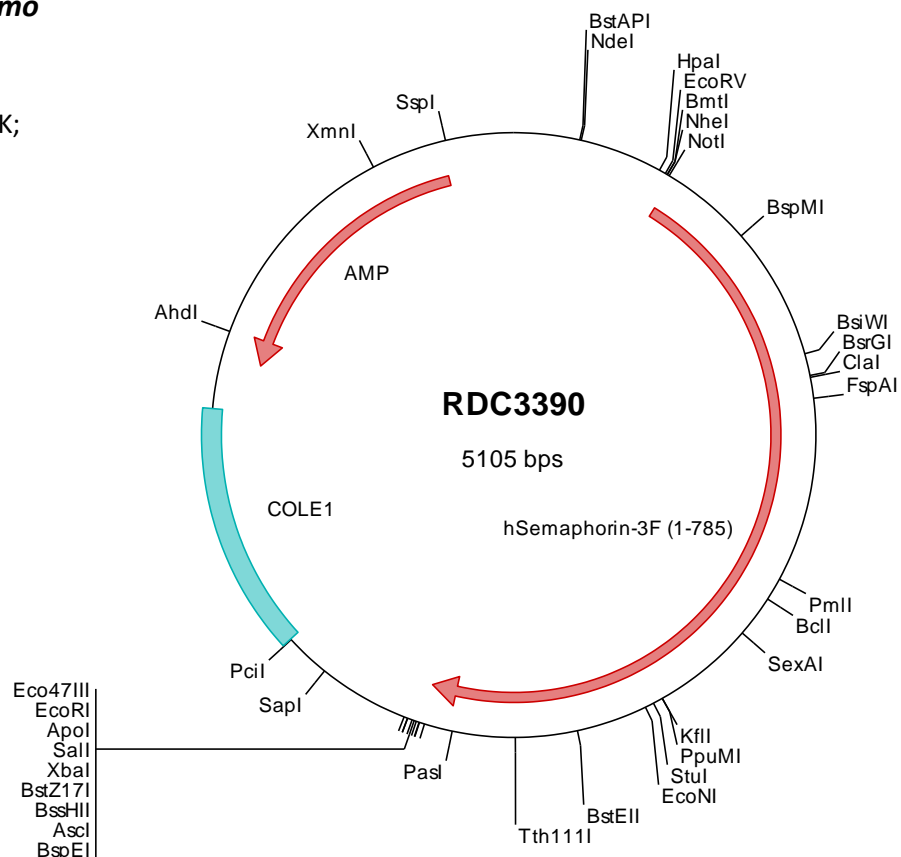 mo
K;
BstAPI
NdeI
HpaI
EcoRV
BmtI
NheI
NotI
SspI
XmnI
BspMI
AMP
AhdI
BsiWI
BsrGI
ClaI
FspAI
RDC3390
5105 bps
COLE1
hSemaphorin-3F (1-785)
PmlI
BclI
SexAI
PciI
SapI
Eco47III
EcoRI
ApoI
SalI
XbaI
BstZ17I
BssHII
AscI
BspEI
PasI
KflI
PpuMI
StuI
EcoNI
BstEII
Tth111I